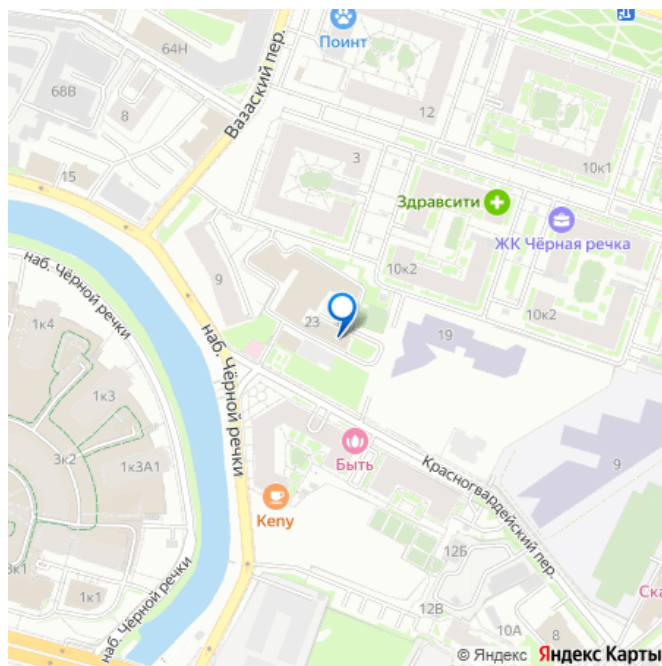 64Н
Поинт
68В
8
Вазаский пер.
12
15
3
10к1
Здравсити
ЖК Чёрная речка
наб. Чёрной речки
9
10к2
10к2
1к4
23
19
наб. Чёрной речки
1к3
3к2
1к3А1
Быть
Красногвардейский пер.
9
Keny
12Б
3к1
1к1
наб. Чёрной речки
12В
10А
8
Ска
© Яндекс Яндекс Карты